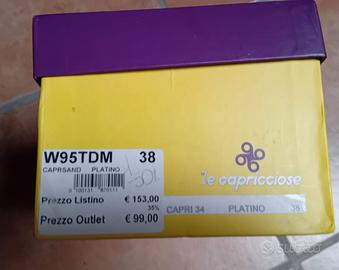 W95TDM 38
CAPRSAND PLATINO
Prezzo Listino € 153,00
35%
Prezzo Outlet € 99,00
le capricciose
CAPRI 34 PLATINO 38
subito